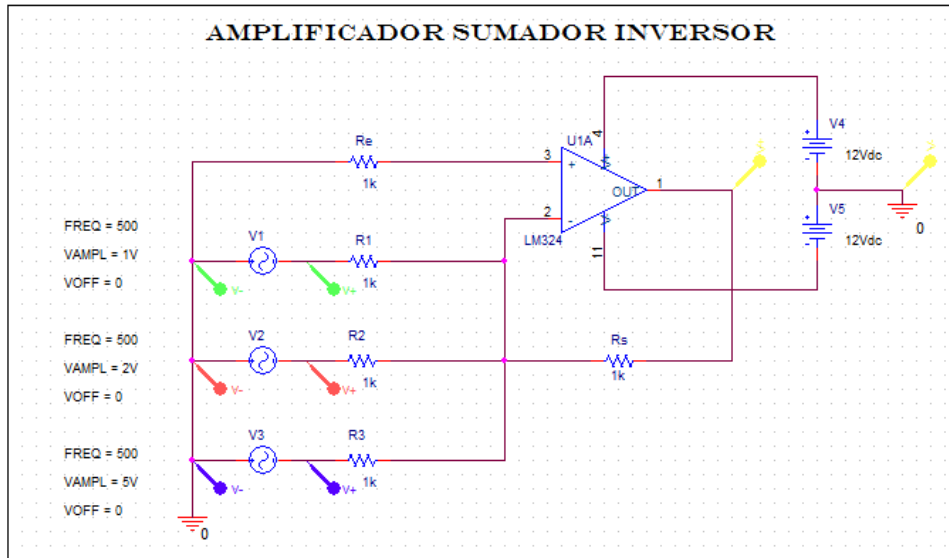 AMPLIFICADOR SUMADOR INVERSOR
Re
1k
U1A
4
3
+
OUT
1
2
-
LM324
11
V4
+
-
12Vdc
V5
+
-
12Vdc
0
FREQ = 500
VAMPL = 1V
VOFF = 0
V1
R1
1k
V-
V+
FREQ = 500
VAMPL = 2V
VOFF = 0
V2
R2
1k
V-
V+
Rs
1k
FREQ = 500
VAMPL = 5V
VOFF = 0
V3
R3
1k
V-
V+
0